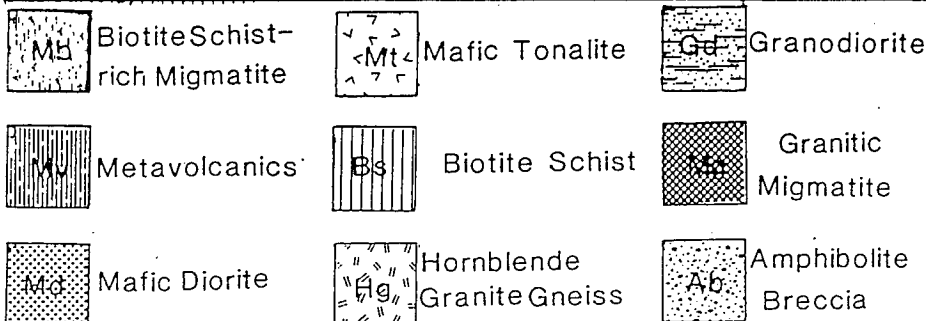 Mb Biotite Schist-
rich Migmatite
Mt Mafic Tonalite
Gd Granodiorite
Mv Metavolcanics
Bs Biotite Schist
Granitic
Migmatite
Md Mafic Diorite
Hg Hornblende
Granite Gneiss
Ab Amphibolite
Breccia